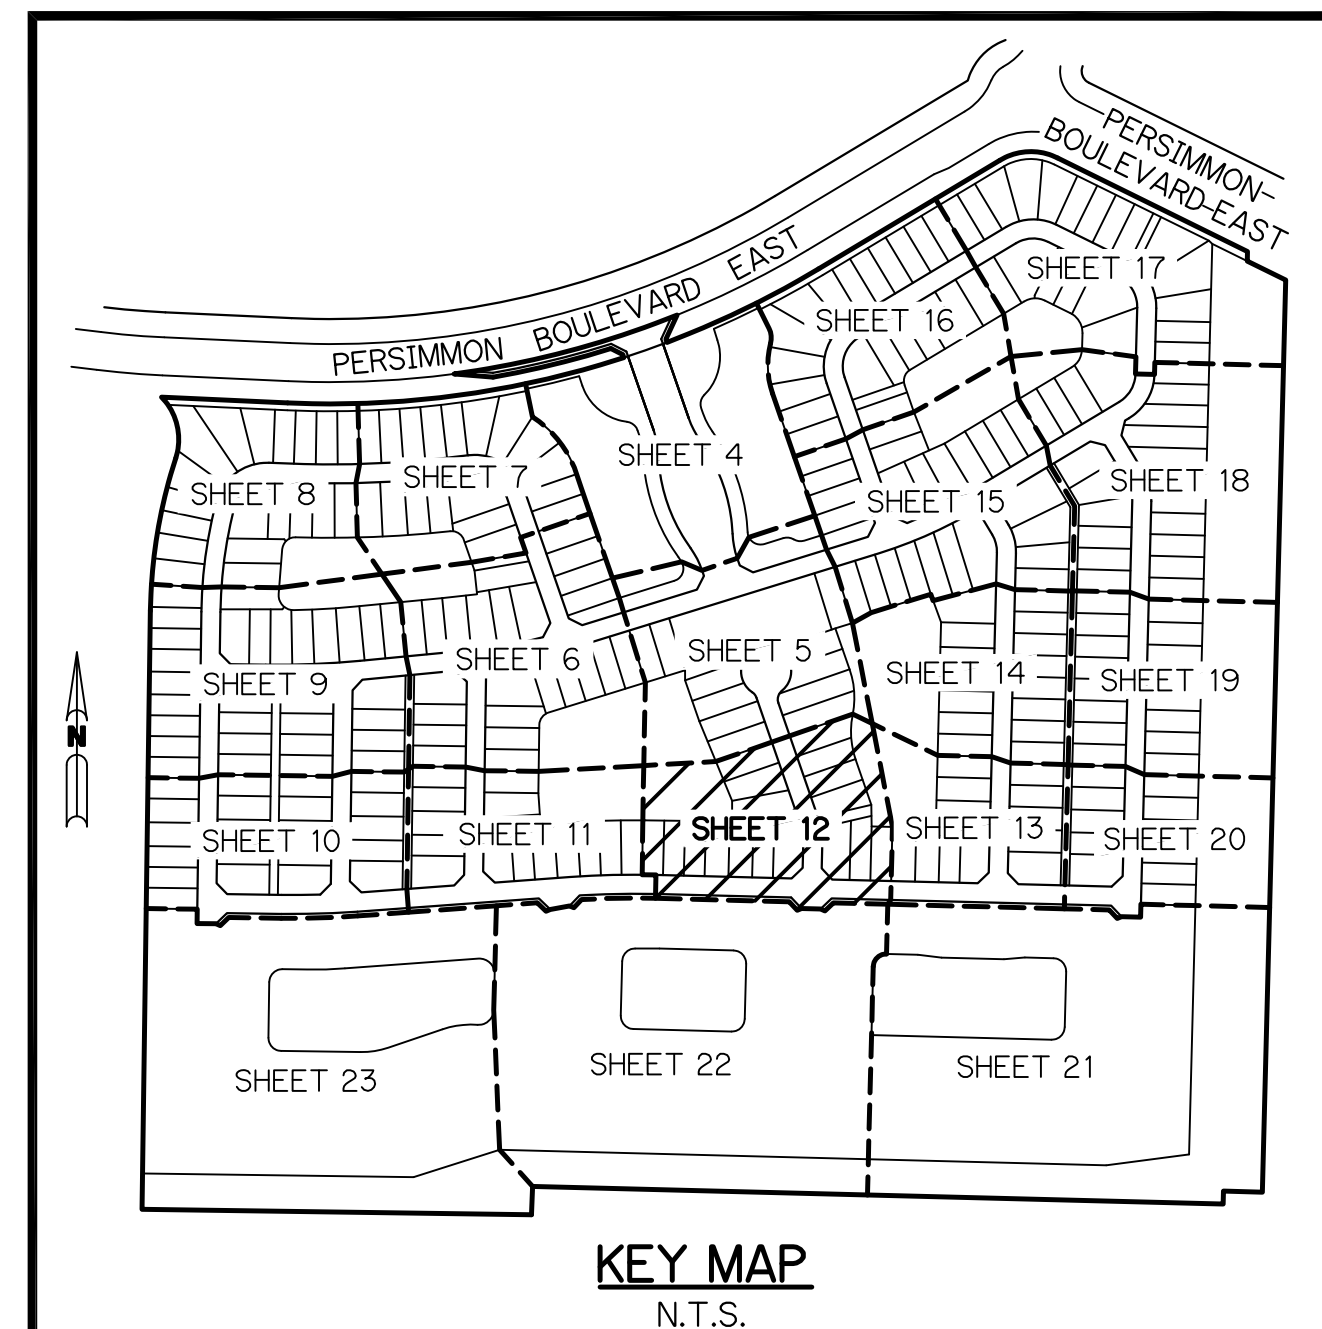 PERSIMMON-
BOULEVARD-EAST
PERSIMMON BOULEVARD EAST
SHEET 17
SHEET 16
SHEET 4
SHEET 7
SHEET 8
SHEET 15
SHEET 18
SHEET 5
SHEET 6
SHEET 14
SHEET 19
SHEET 9
N
SHEET 12
SHEET 13
SHEET 11
SHEET 10
SHEET 20
SHEET 22
SHEET 21
SHEET 23
KEY MAP
N.T.S.